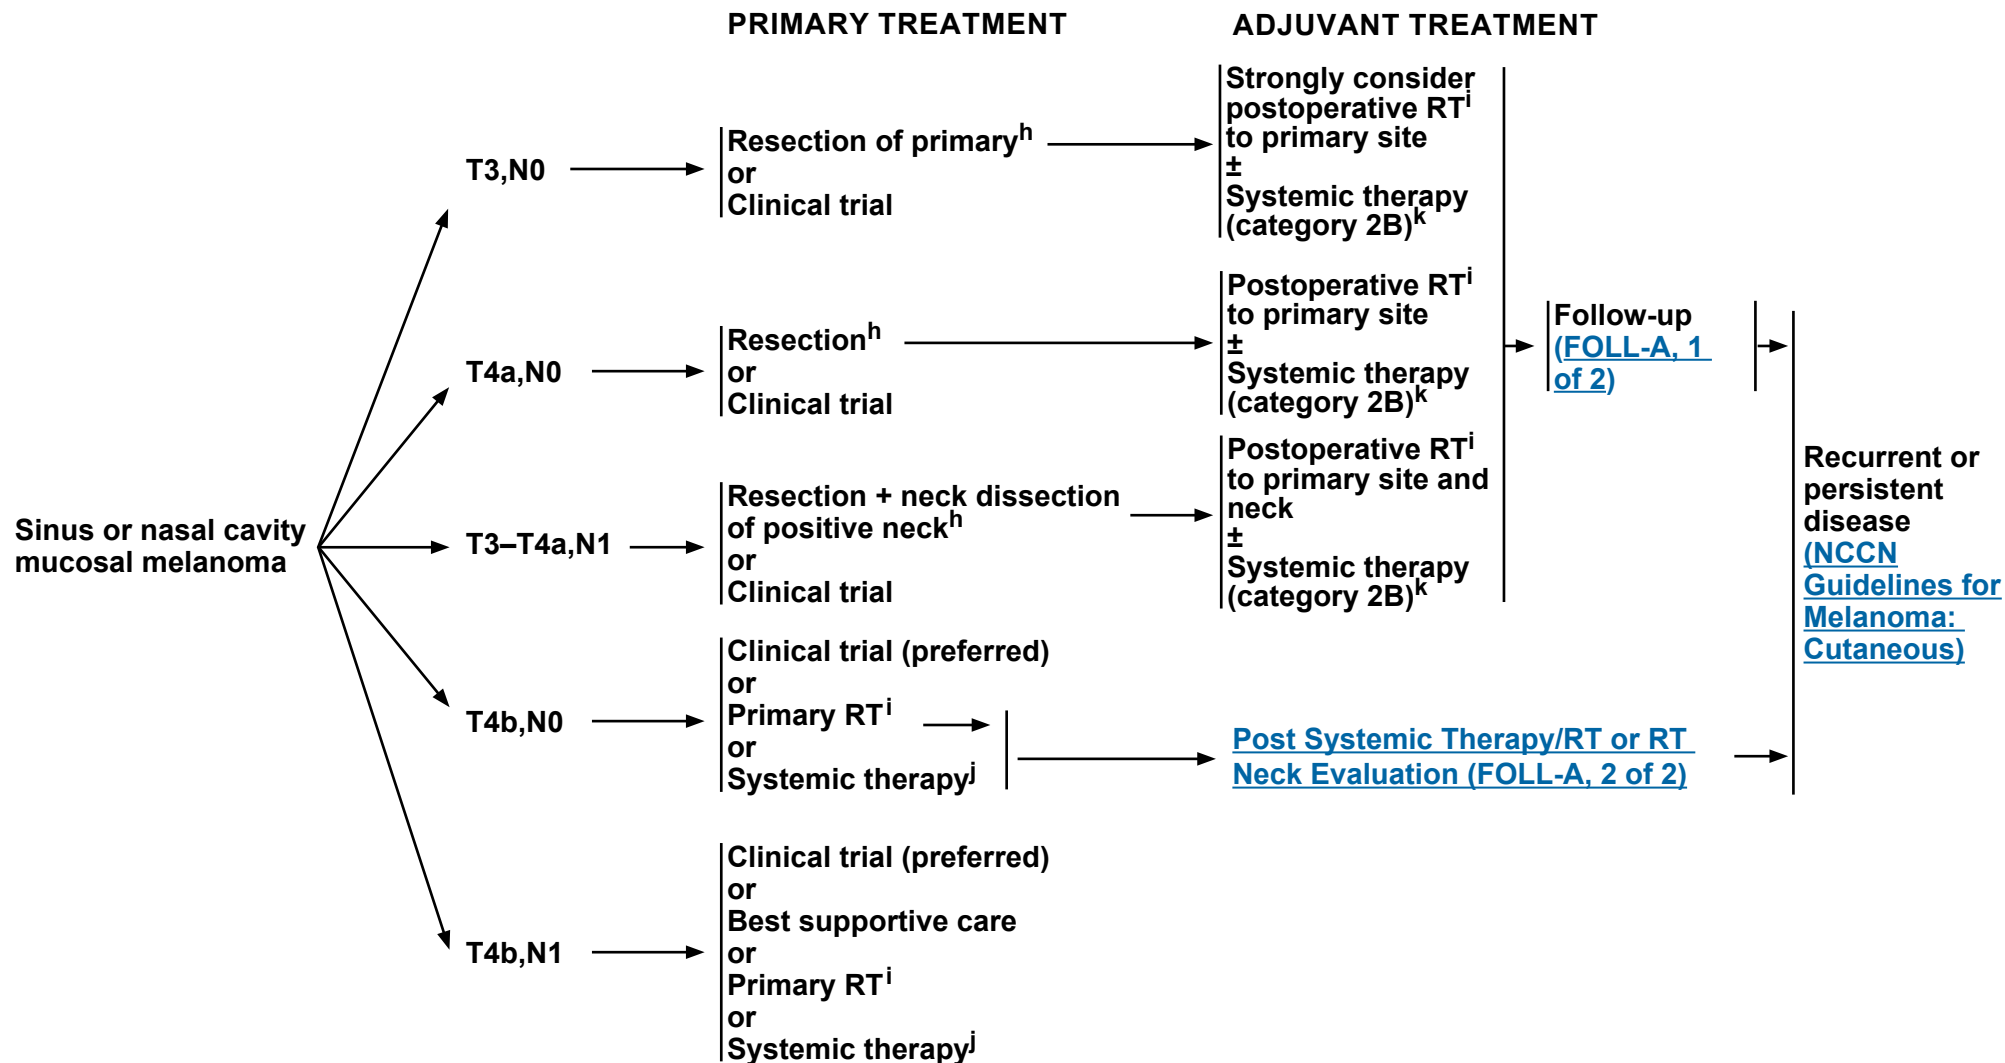 PRIMARY TREATMENT
ADJUVANT TREATMENT
Sinus or nasal cavity
mucosal melanoma
T3,N0
Resection of primaryʰ
or
Clinical trial
Strongly consider
postoperative RTⁱ
to primary site
±
Systemic therapy
(category 2B)ᵏ
T4a,N0
Resectionʰ
or
Clinical trial
Postoperative RTⁱ
to primary site
±
Systemic therapy
(category 2B)ᵏ
T3–T4a,N1
Resection + neck dissection
of positive neckʰ
or
Clinical trial
Postoperative RTⁱ
to primary site and
neck
±
Systemic therapy
(category 2B)ᵏ
Follow-up
(FOLL-A, 1
of 2)
T4b,N0
Clinical trial (preferred)
or
Primary RTⁱ
or
Systemic therapyʲ
Post Systemic Therapy/RT or RT
Neck Evaluation (FOLL-A, 2 of 2)
T4b,N1
Clinical trial (preferred)
or
Best supportive care
or
Primary RTⁱ
or
Systemic therapyʲ
Recurrent or
persistent
disease
(NCCN
Guidelines for
Melanoma:
Cutaneous)